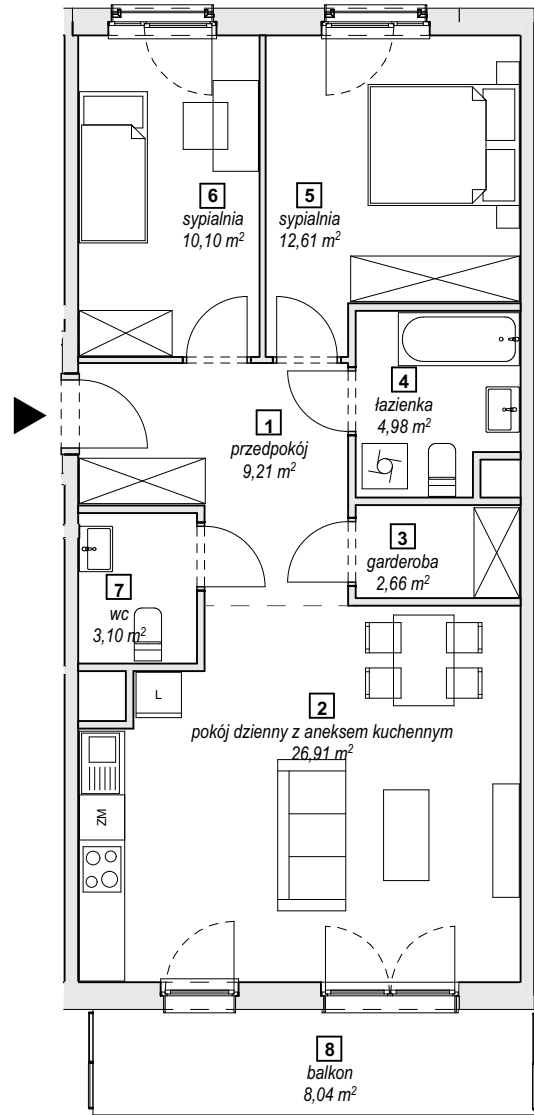 6
sypialnia
10,10 m²
5
sypialnia
12,61 m²
4
łazienka
4,98 m²
1
przedpokój
9,21 m²
3
garderoba
2,66 m²
7
wc
3,10 m²
L
2
pokój dzienny z aneksem kuchennym
26,91 m²
ZM
8
balkon
8,04 m²